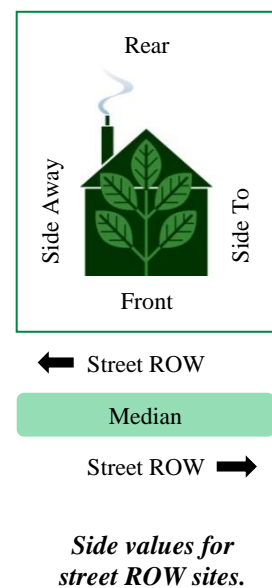 Rear
Side Away
Side To
Front
Street ROW
Median
Street ROW
Side values for
street ROW sites.